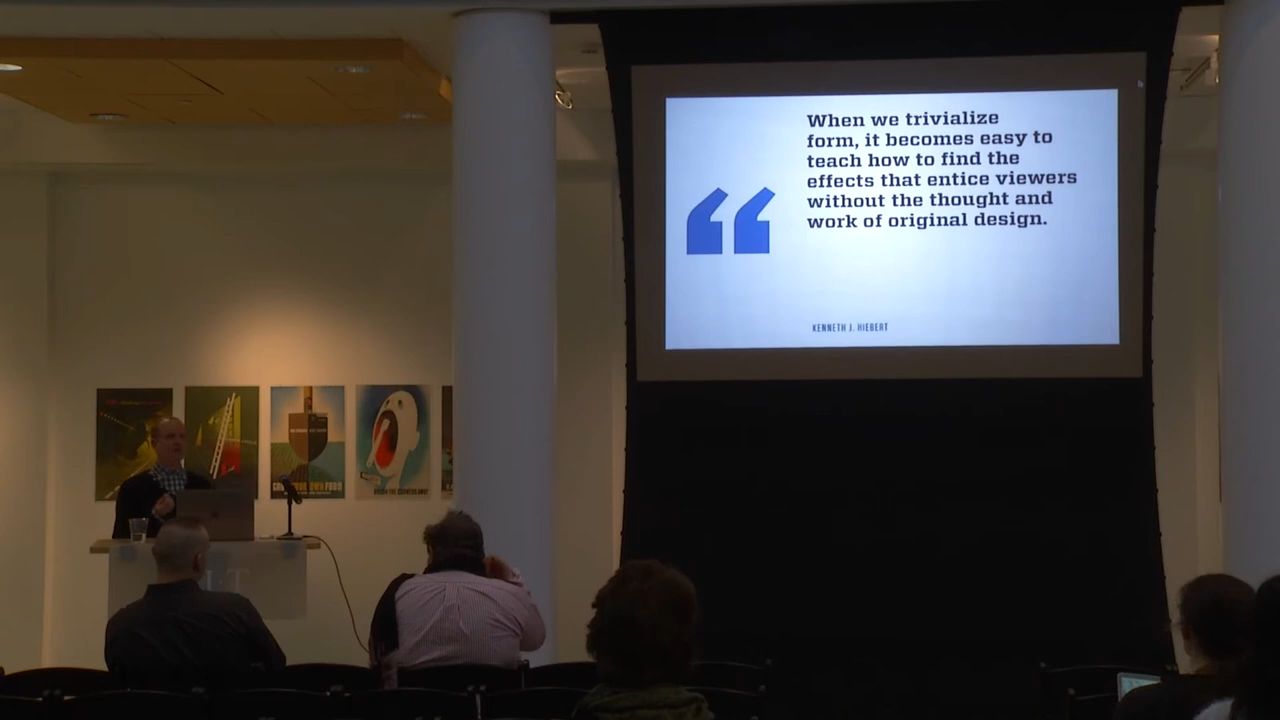 When we trivialize
form, it becomes easy to
teach how to find the
effects that entice viewers
without the thought and
work of original design.
KENNETH J. HIEBERT